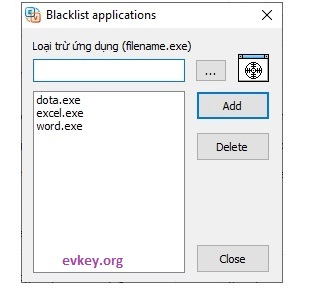 Blacklist applications
Loại trừ ứng dụng (filename.exe)
...
Add
dota.exe
excel.exe
word.exe
Delete
evkey.org
Close